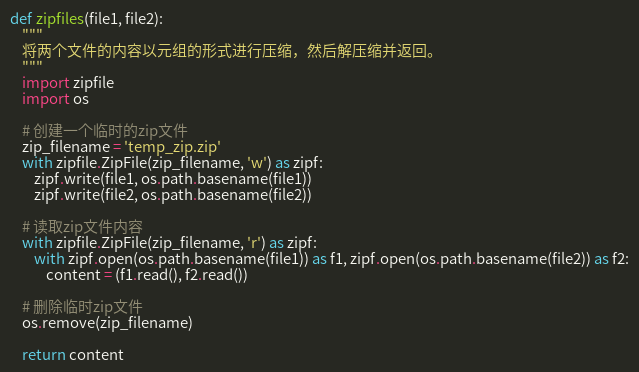 def zipfiles(file1, file2):
"""
将两个文件的内容以元组的形式进行压缩，然后解压缩并返回。
"""
import zipfile
import os
# 创建一个临时的zip文件
zip_filename = 'temp_zip.zip'
with zipfile.ZipFile(zip_filename, 'w') as zipf:
zipf.write(file1, os.path.basename(file1))
zipf.write(file2, os.path.basename(file2))
# 读取zip文件内容
with zipfile.ZipFile(zip_filename, 'r') as zipf:
with zipf.open(os.path.basename(file1)) as f1, zipf.open(os.path.basename(file2)) as f2:
content = (f1.read(), f2.read())
# 删除临时zip文件
os.remove(zip_filename)
return content